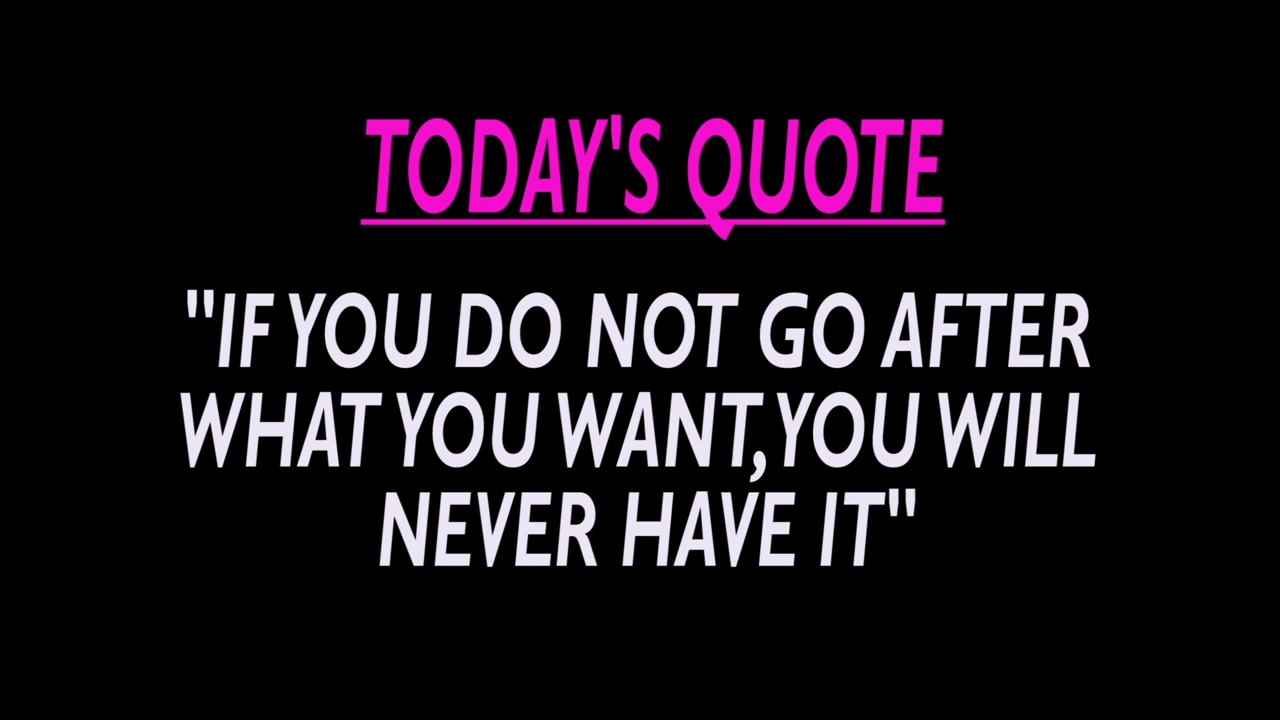 TODAY'S QUOTE
"IF YOU DO NOT GO AFTER
WHAT YOU WANT,YOU WILL
NEVER HAVE IT"